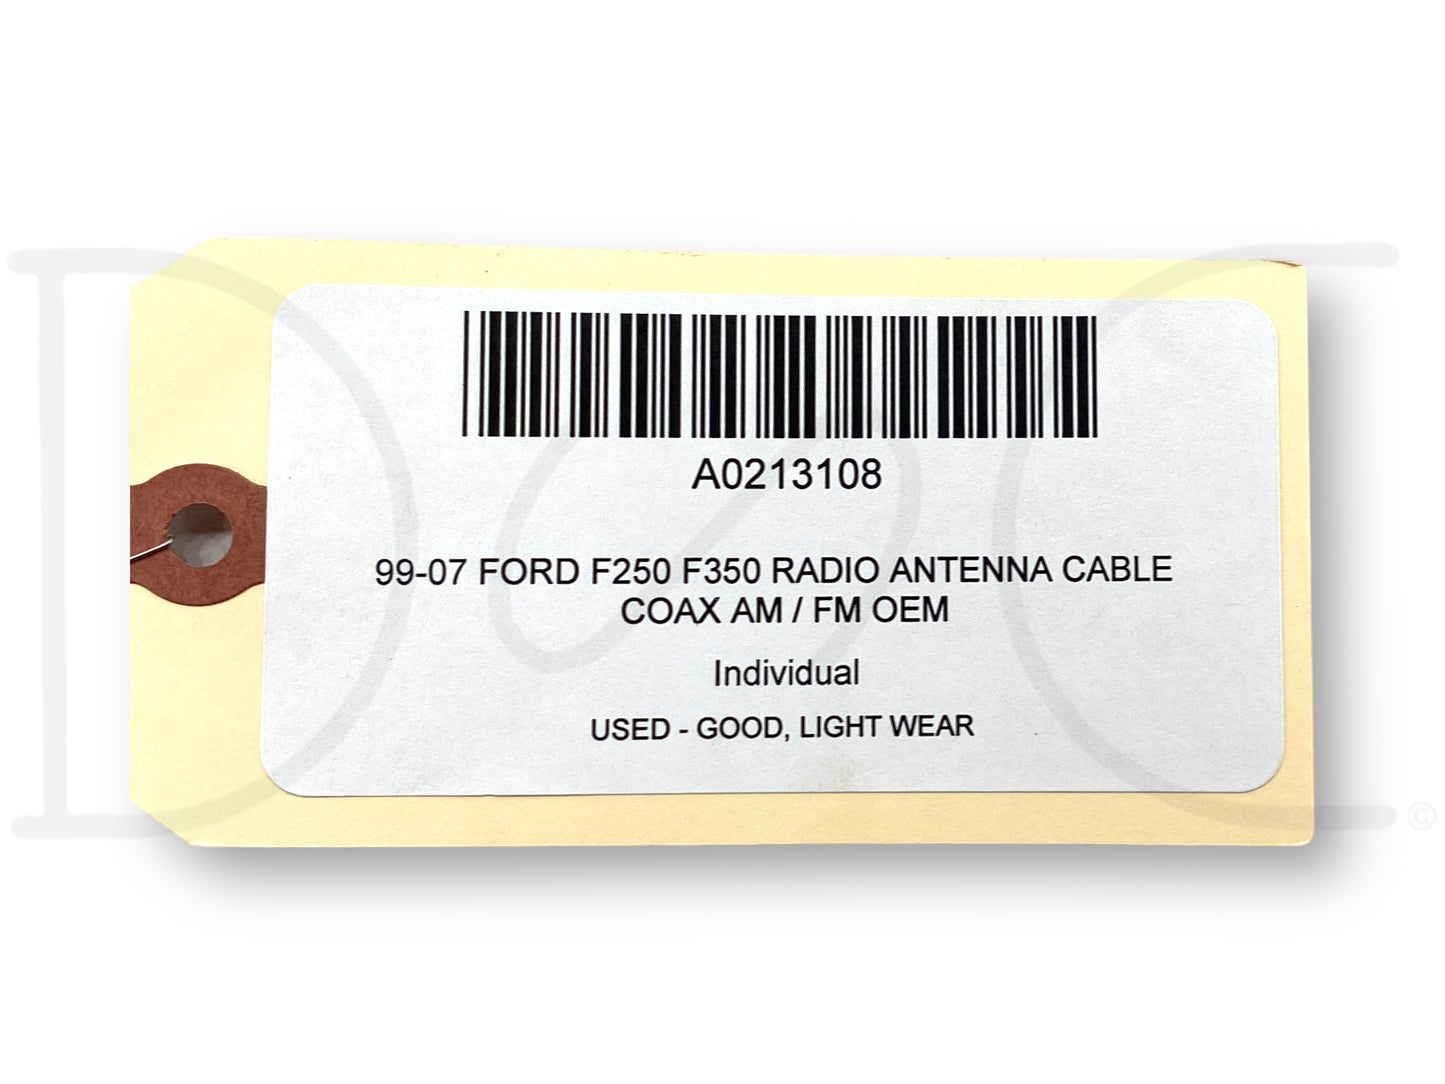 A0213108
99-07 FORD F250 F350 RADIO ANTENNA CABLE
COAX AM / FM OEM
Individual
USED - GOOD, LIGHT WEAR
©